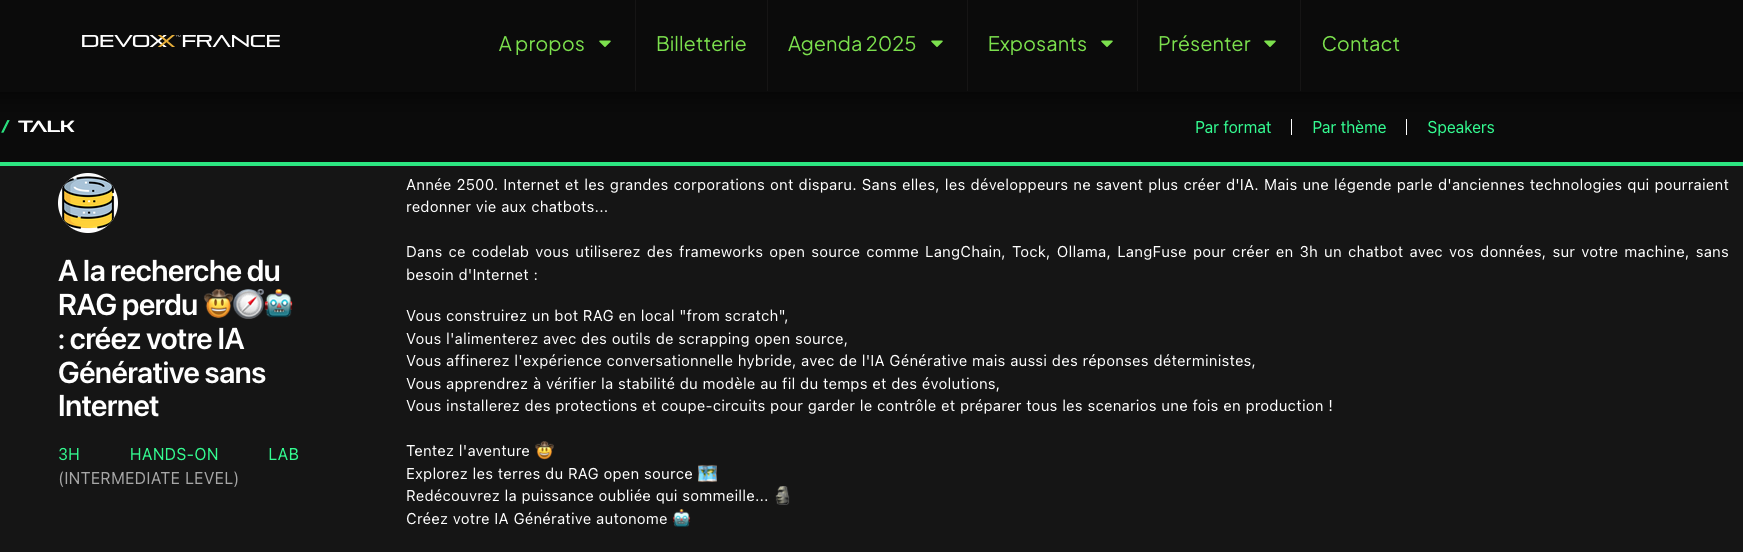 DEVOXX FRANCE
A propos
Billetterie
Agenda 2025
Exposants
Présenter
Contact
/ TALK
Par format
Par thème
Speakers
A la recherche du
RAG perdu 🤠🧭🤖
: créez votre IA
Générative sans
Internet
3H HANDS-ON LAB
(INTERMEDIATE LEVEL)
Année 2500. Internet et les grandes corporations ont disparu. Sans elles, les développeurs ne savent plus créer d'IA. Mais une légende parle d'anciennes technologies qui pourraient
redonner vie aux chatbots...
Dans ce codelab vous utiliserez des frameworks open source comme LangChain, Tock, Ollama, LangFuse pour créer en 3h un chatbot avec vos données, sur votre machine, sans
besoin d'Internet :
Vous construirez un bot RAG en local "from scratch",
Vous l'alimenterez avec des outils de scrapping open source,
Vous affinerez l'expérience conversationnelle hybride, avec de l'IA Générative mais aussi des réponses déterministes,
Vous apprendrez à vérifier la stabilité du modèle au fil du temps et des évolutions,
Vous installerez des protections et coupe-circuits pour garder le contrôle et préparer tous les scenarios une fois en production !
Tentez l'aventure 🤠
Explorez les terres du RAG open source 🗺️
Redécouvrez la puissance oubliée qui sommeille... 🗿
Créez votre IA Générative autonome 🤖